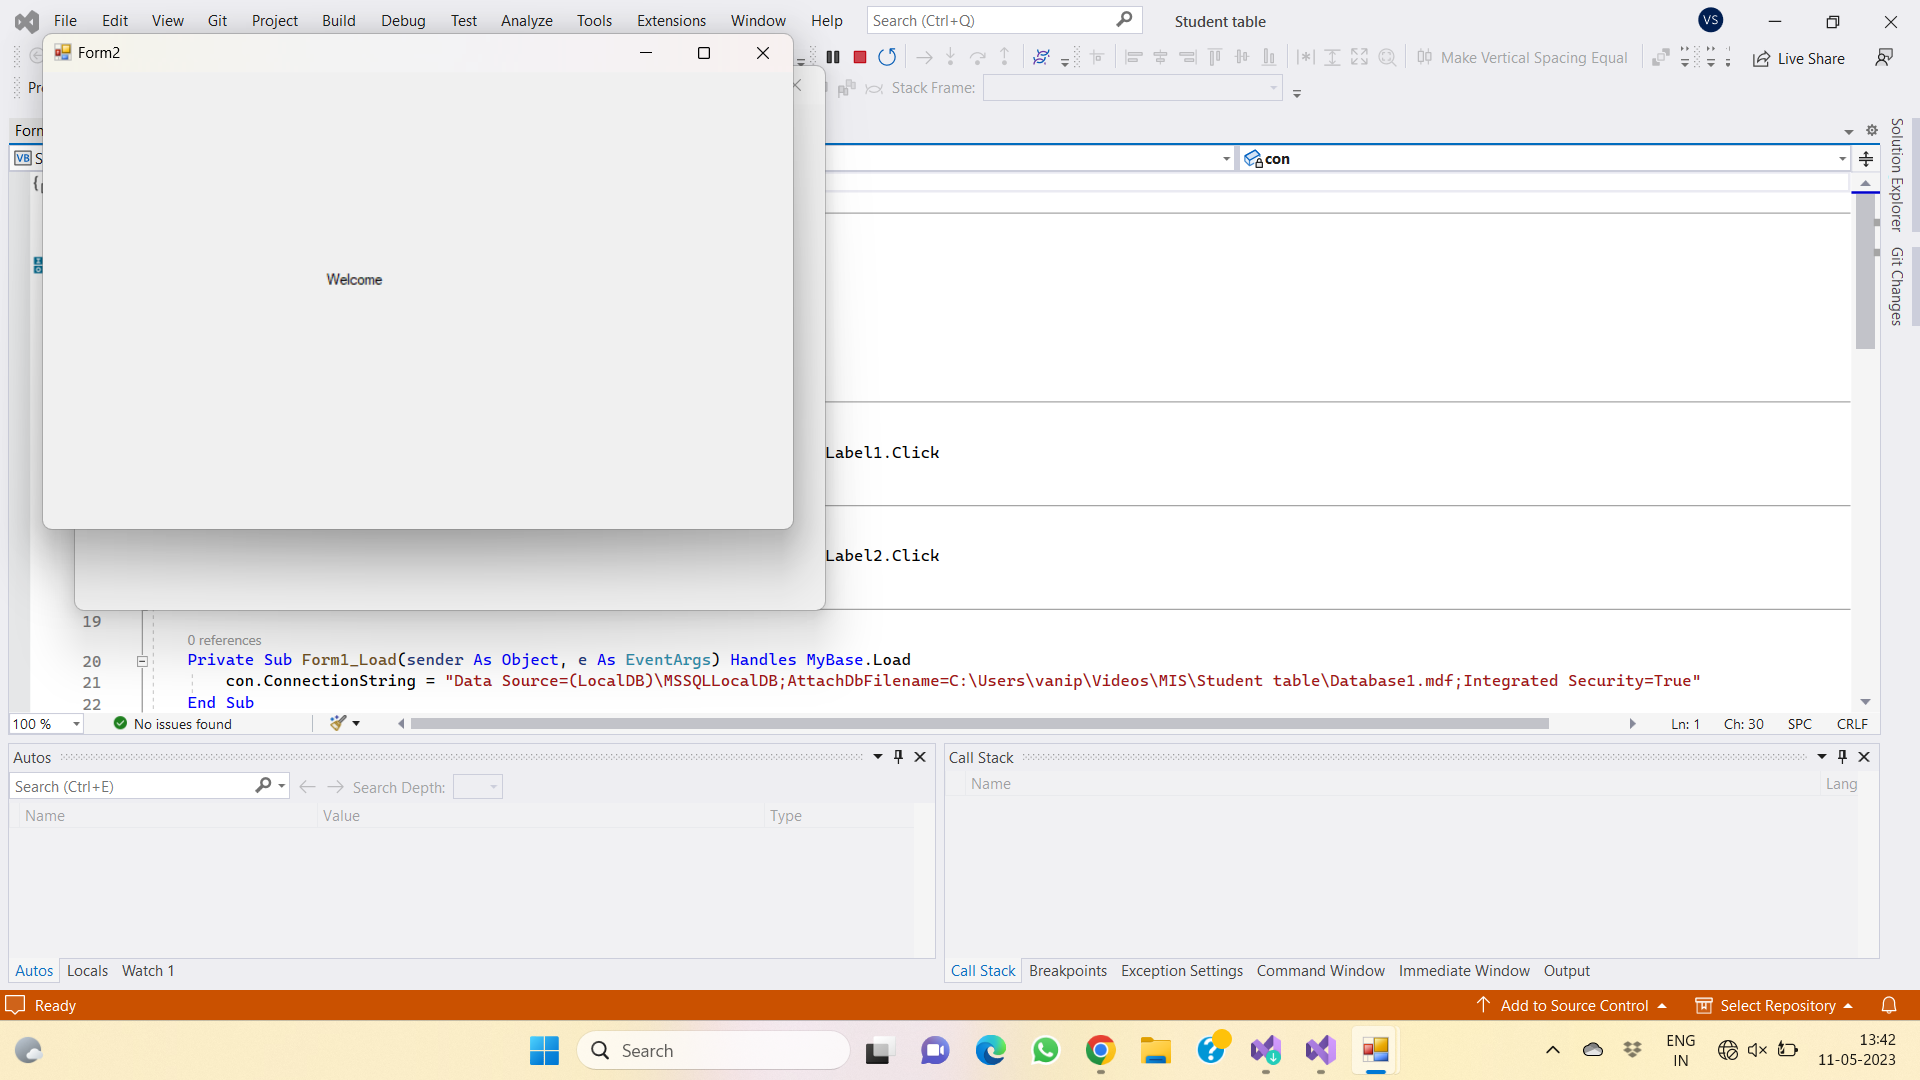 File Edit View Git Project Build Debug Test Analyze Tools Extensions Window Help Search (Ctrl+Q) Student table VS
Form2
Make Vertical Spacing Equal Live Share
Stack Frame:
Form
VB S con
Welcome
Label1.Click
Label2.Click
19
0 references
20 Private Sub Form1_Load(sender As Object, e As EventArgs) Handles MyBase.Load
21 con.ConnectionString = "Data Source=(LocalDB)\MSSQLLocalDB;AttachDbFilename=C:\Users\vanip\Videos\MIS\Student table\Database1.mdf;Integrated Security=True"
22 End Sub
100 % No issues found Ln: 1 Ch: 30 SPC CRLF
Solution Explorer
Git Changes
Autos
Search (Ctrl+E) Search Depth:
Name Value Type
Autos Locals Watch 1
Call Stack
Name Lang
Call Stack Breakpoints Exception Settings Command Window Immediate Window Output
Ready Add to Source Control Select Repository
Search
ENG
IN
13:42
11-05-2023